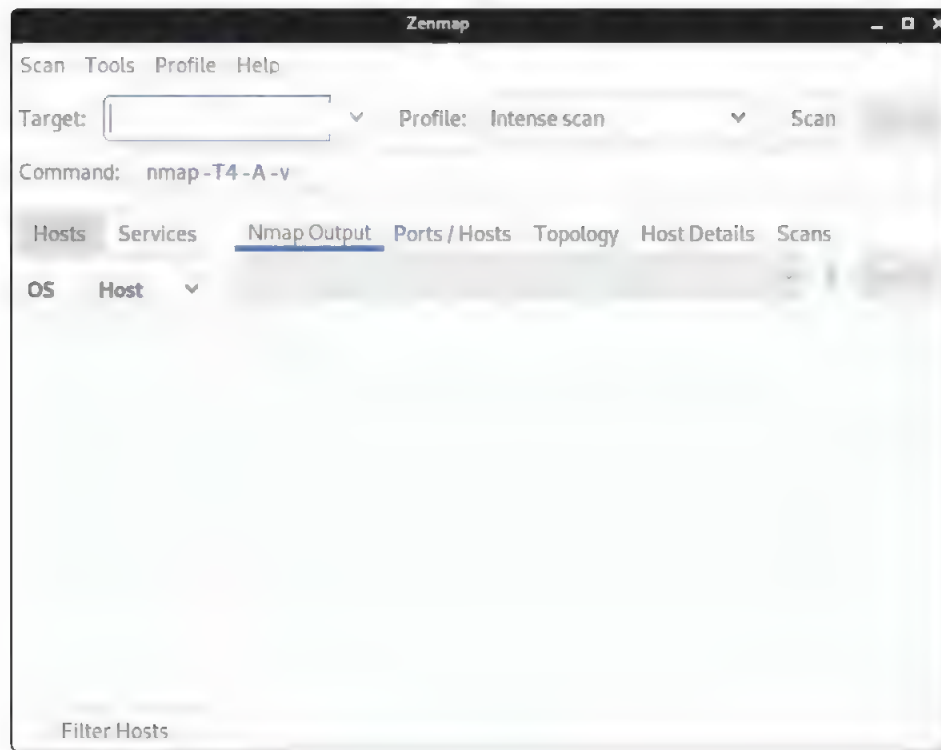 Zenmap
Scan Tools Profile Help
Target: Profile: Intense scan Scan
Command: nmap -T4 -A -v
Hosts Services Nmap Output Ports / Hosts Topology Host Details Scans
OS Host
Filter Hosts